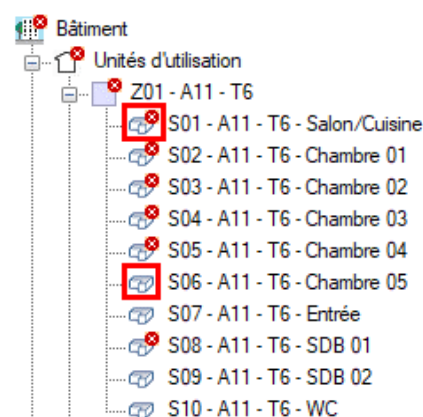 Bâtiment
Unités d'utilisation
Z01 - A11 - T6
S01 - A11 - T6 - Salon/Cuisine
S02 - A11 - T6 - Chambre 01
S03 - A11 - T6 - Chambre 02
S04 - A11 - T6 - Chambre 03
S05 - A11 - T6 - Chambre 04
S06 - A11 - T6 - Chambre 05
S07 - A11 - T6 - Entrée
S08 - A11 - T6 - SDB 01
S09 - A11 - T6 - SDB 02
S10 - A11 - T6 - WC